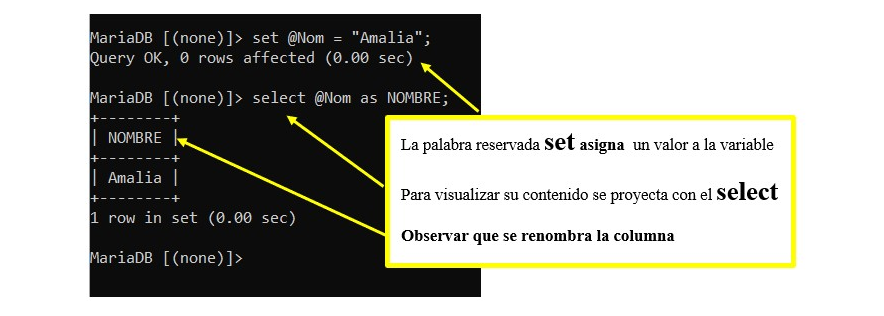 MariaDB [(none)]> set @Nom = "Amalia";
Query OK, 0 rows affected (0.00 sec)
MariaDB [(none)]> select @Nom as NOMBRE;
+--------+
| NOMBRE |
+--------+
| Amalia |
+--------+
1 row in set (0.00 sec)
MariaDB [(none)]>
La palabra reservada set asigna un valor a la variable
Para visualizar su contenido se proyecta con el select
Observar que se renombra la columna